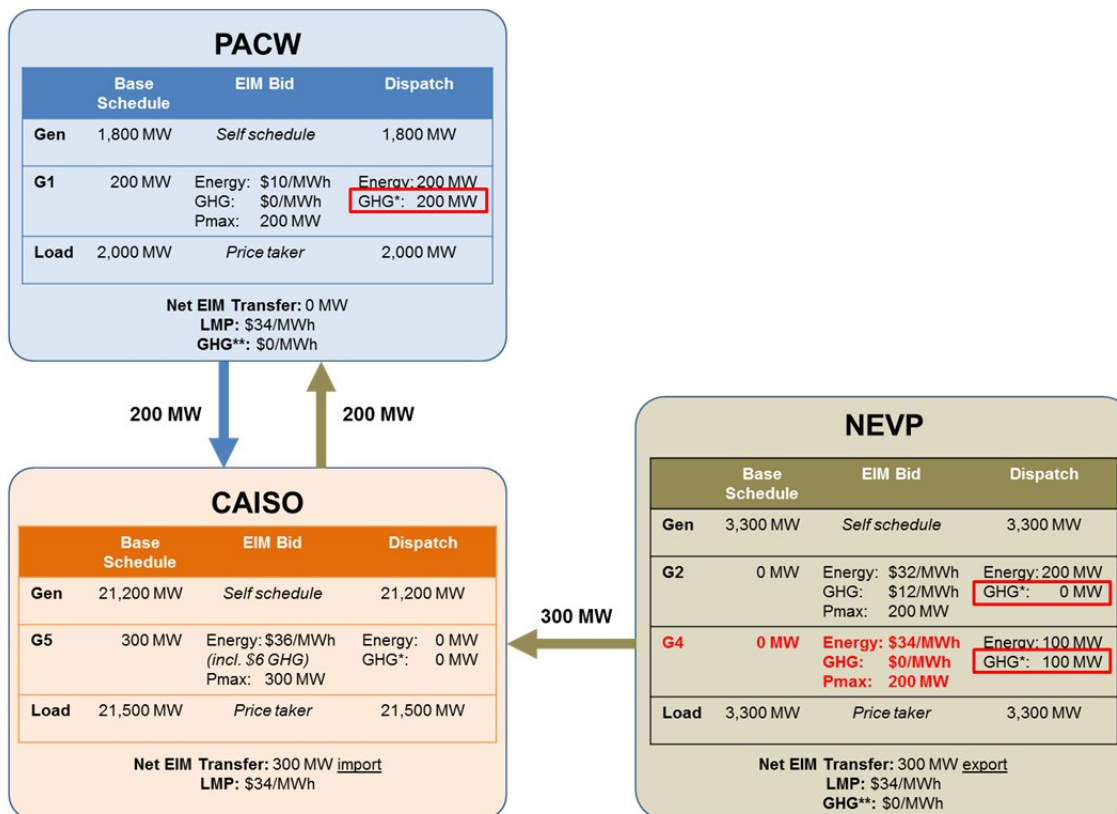 PACW
Base Schedule EIM Bid Dispatch
Gen 1,800 MW Self schedule 1,800 MW
G1 200 MW Energy: $10/MWh Energy: 200 MW
GHG: $0/MWh GHG*: 200 MW
Pmax: 200 MW
Load 2,000 MW Price taker 2,000 MW
Net EIM Transfer: 0 MW
LMP: $34/MWh
GHG**: $0/MWh
200 MW 200 MW
CAISO
Base Schedule EIM Bid Dispatch
Gen 21,200 MW Self schedule 21,200 MW
G5 300 MW Energy: $36/MWh Energy: 0 MW
(incl. $6 GHG) GHG*: 0 MW
Pmax: 300 MW
Load 21,500 MW Price taker 21,500 MW
Net EIM Transfer: 300 MW import
LMP: $34/MWh
300 MW
NEVP
Base Schedule EIM Bid Dispatch
Gen 3,300 MW Self schedule 3,300 MW
G2 0 MW Energy: $32/MWh Energy: 200 MW
GHG: $12/MWh GHG*: 0 MW
Pmax: 200 MW
G4 0 MW Energy: $34/MWh Energy: 100 MW
GHG: $0/MWh GHG*: 100 MW
Pmax: 200 MW
Load 3,300 MW Price taker 3,300 MW
Net EIM Transfer: 300 MW export
LMP: $34/MWh
GHG**: $0/MWh